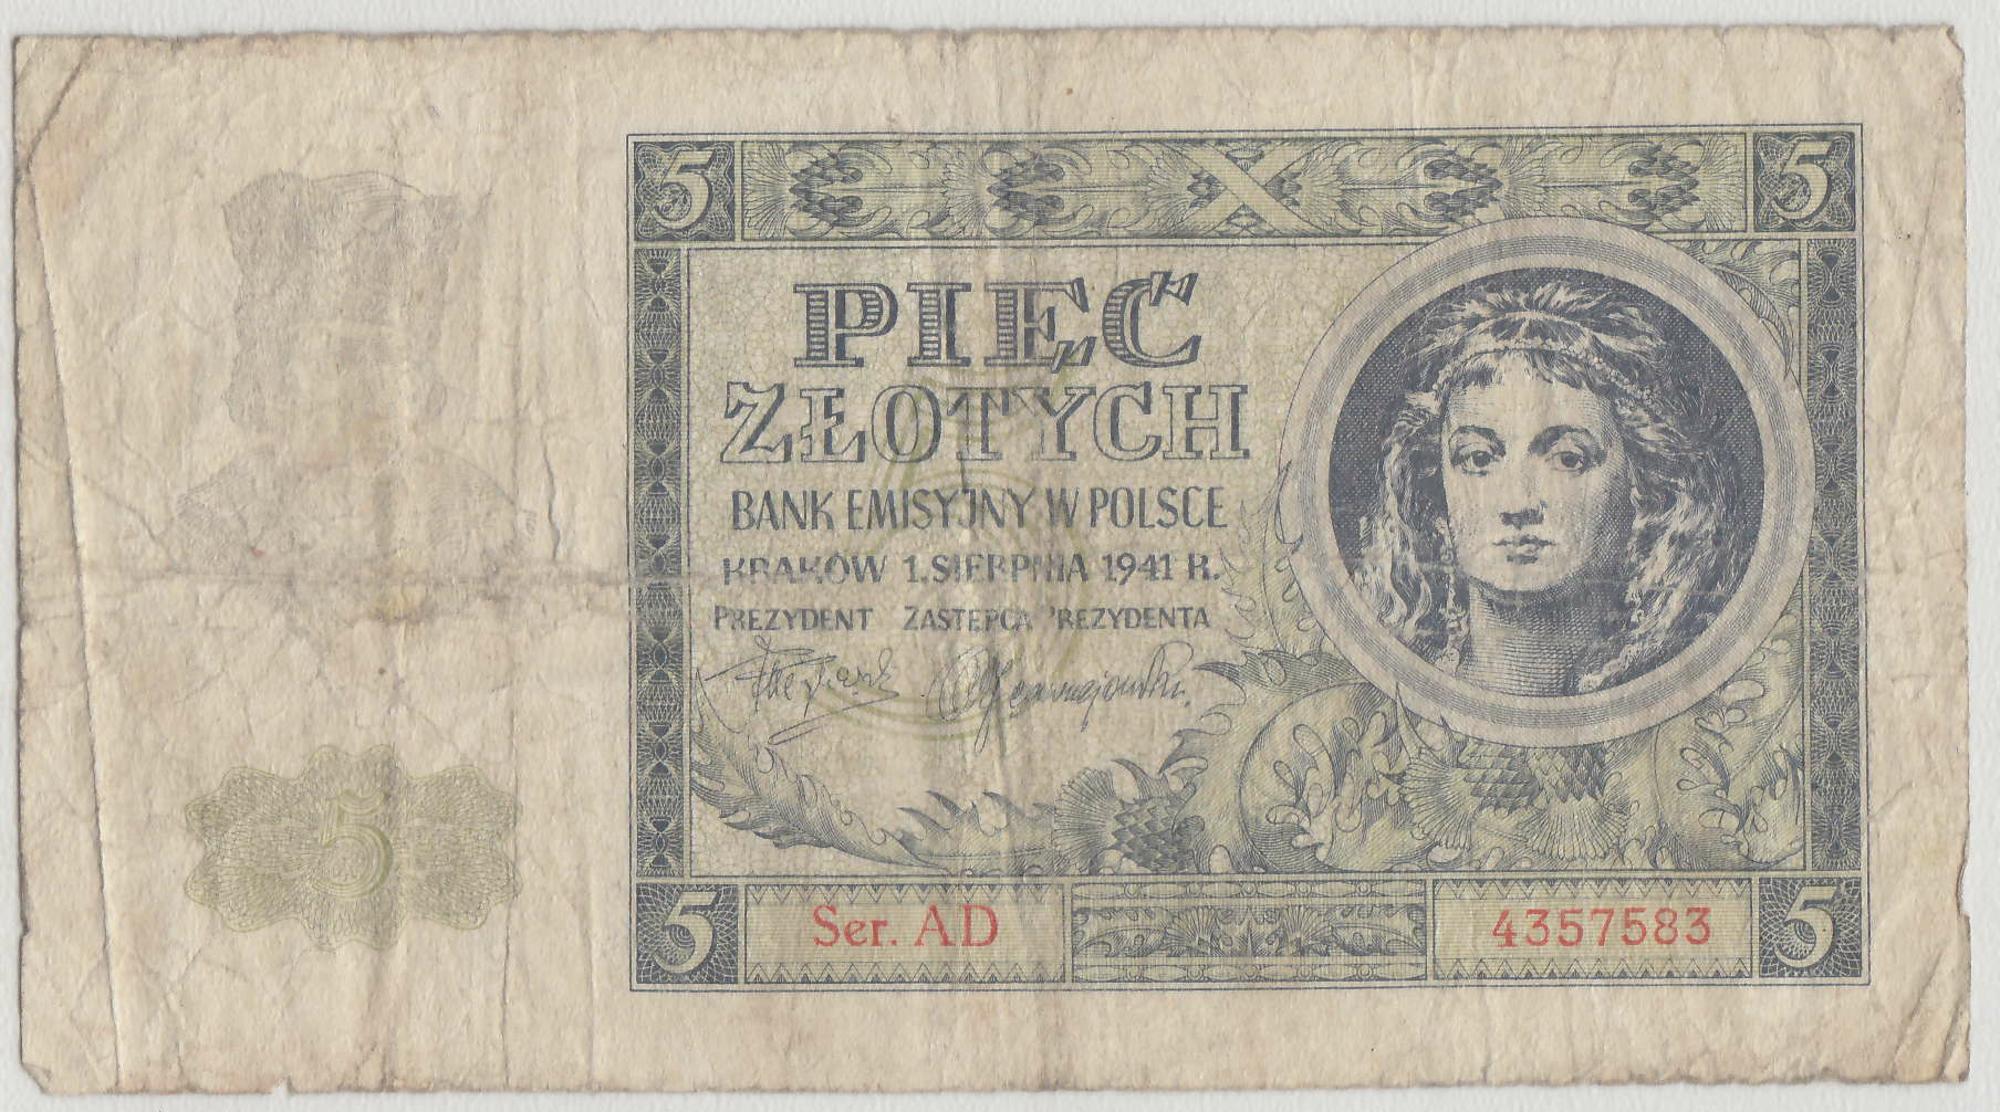 5 5
PIĘĆ
ZŁOTYCH
BANK EMISYJNY W POLSCE
KRAKÓW 1. SIERPNIA 1941 R.
PREZYDENT ZASTĘPCA PREZYDENTA
5
5 Ser. AD 4357583 5